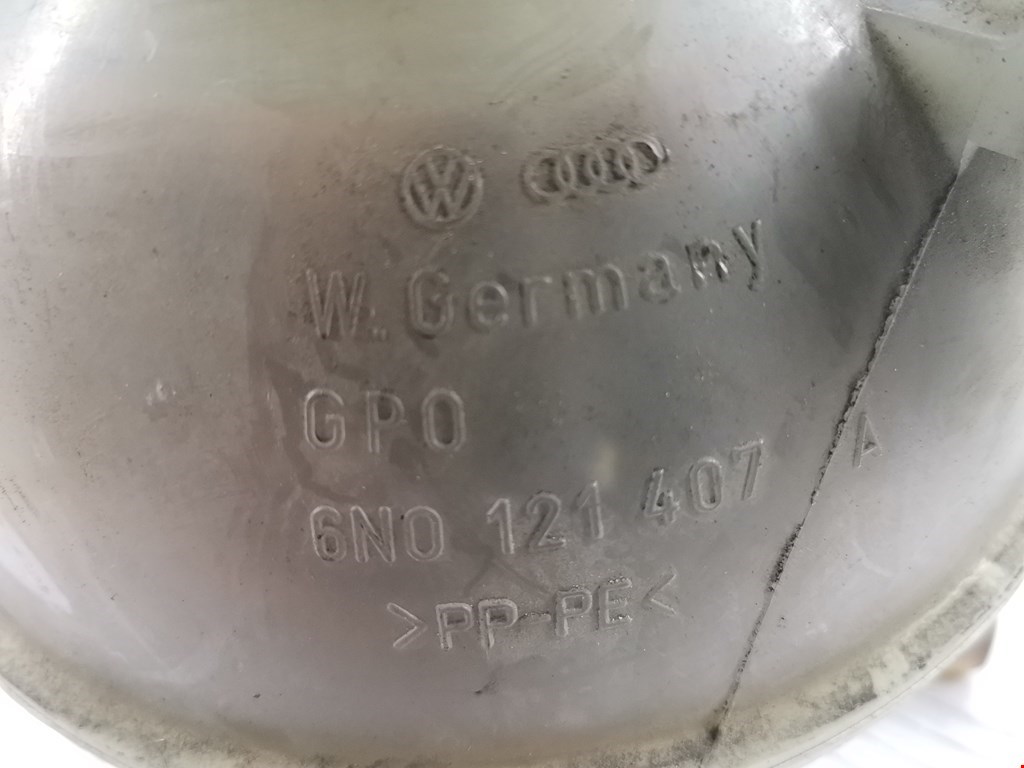 W. Germany
GPO
6N0 121 407 A
>PP-PE<